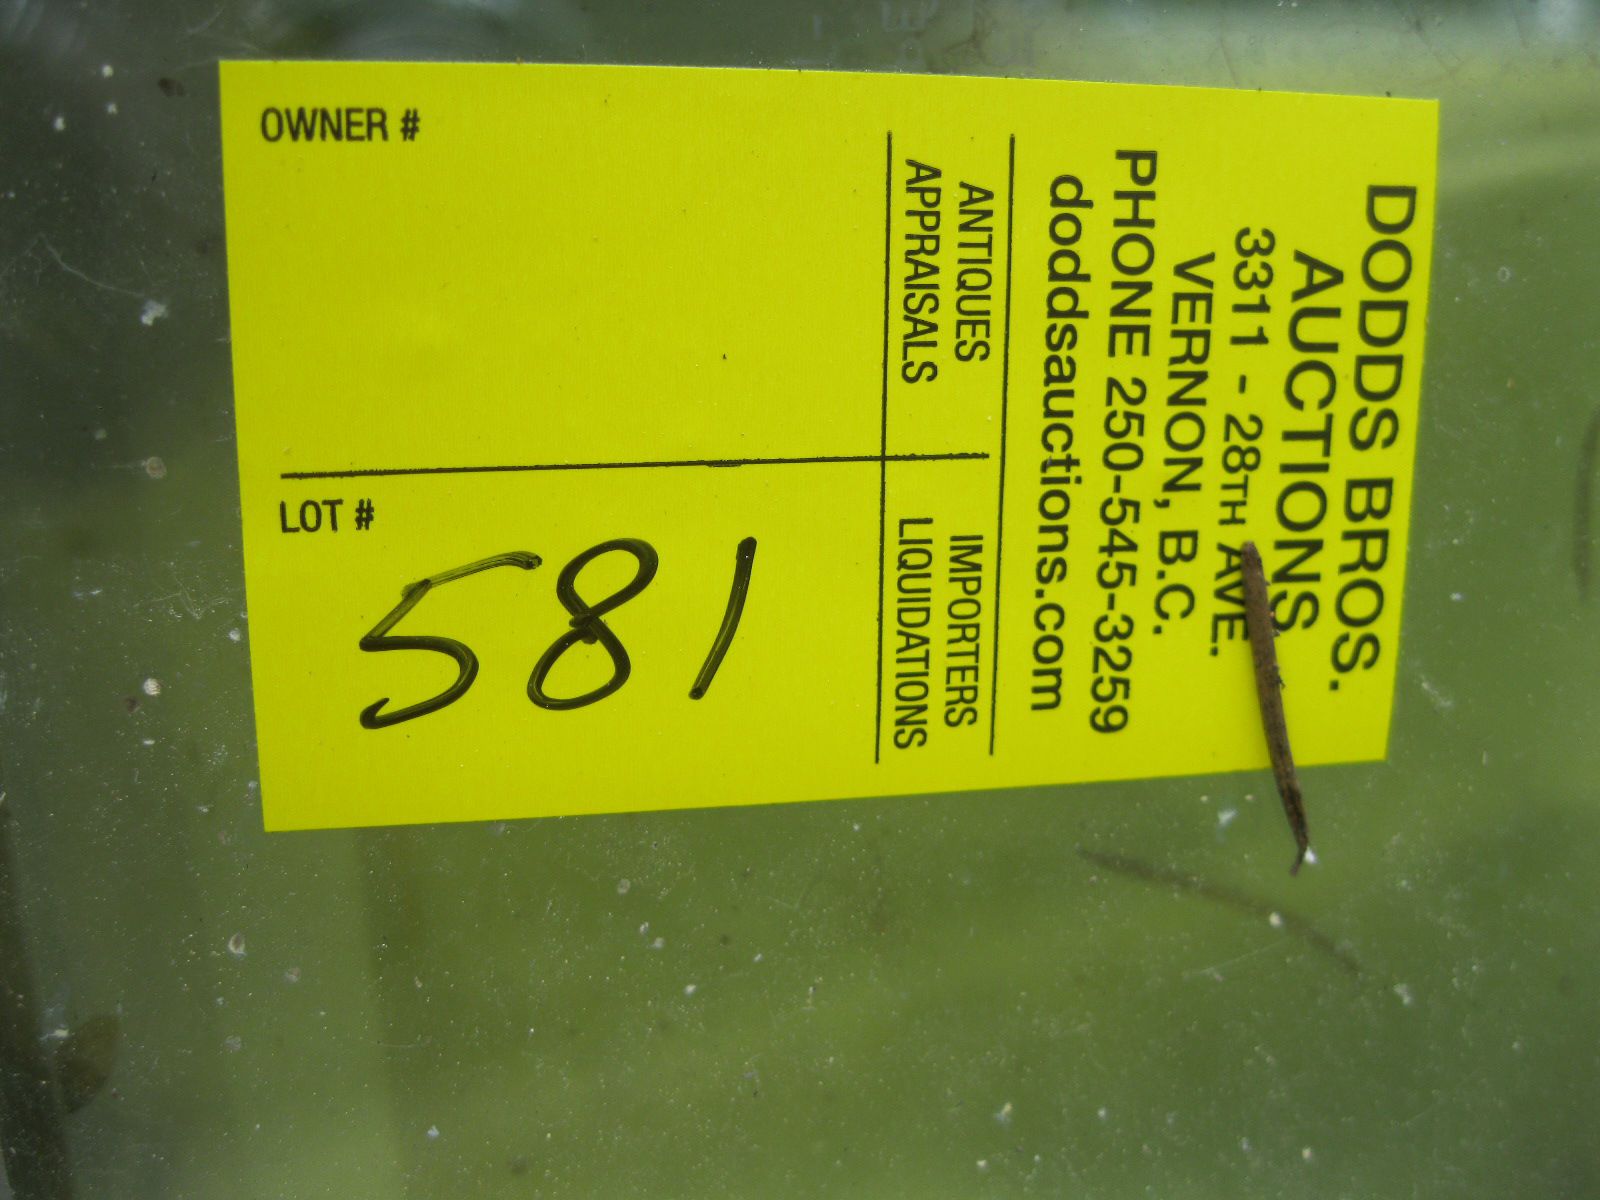 DODDS BROS.
AUCTIONS
3311 - 28TH AVE.
VERNON, B.C.
PHONE 250-545-3259
doddsauctions.com
ANTIQUES
APPRAISALS
IMPORTERS
LIQUIDATIONS
OWNER #
LOT #
581